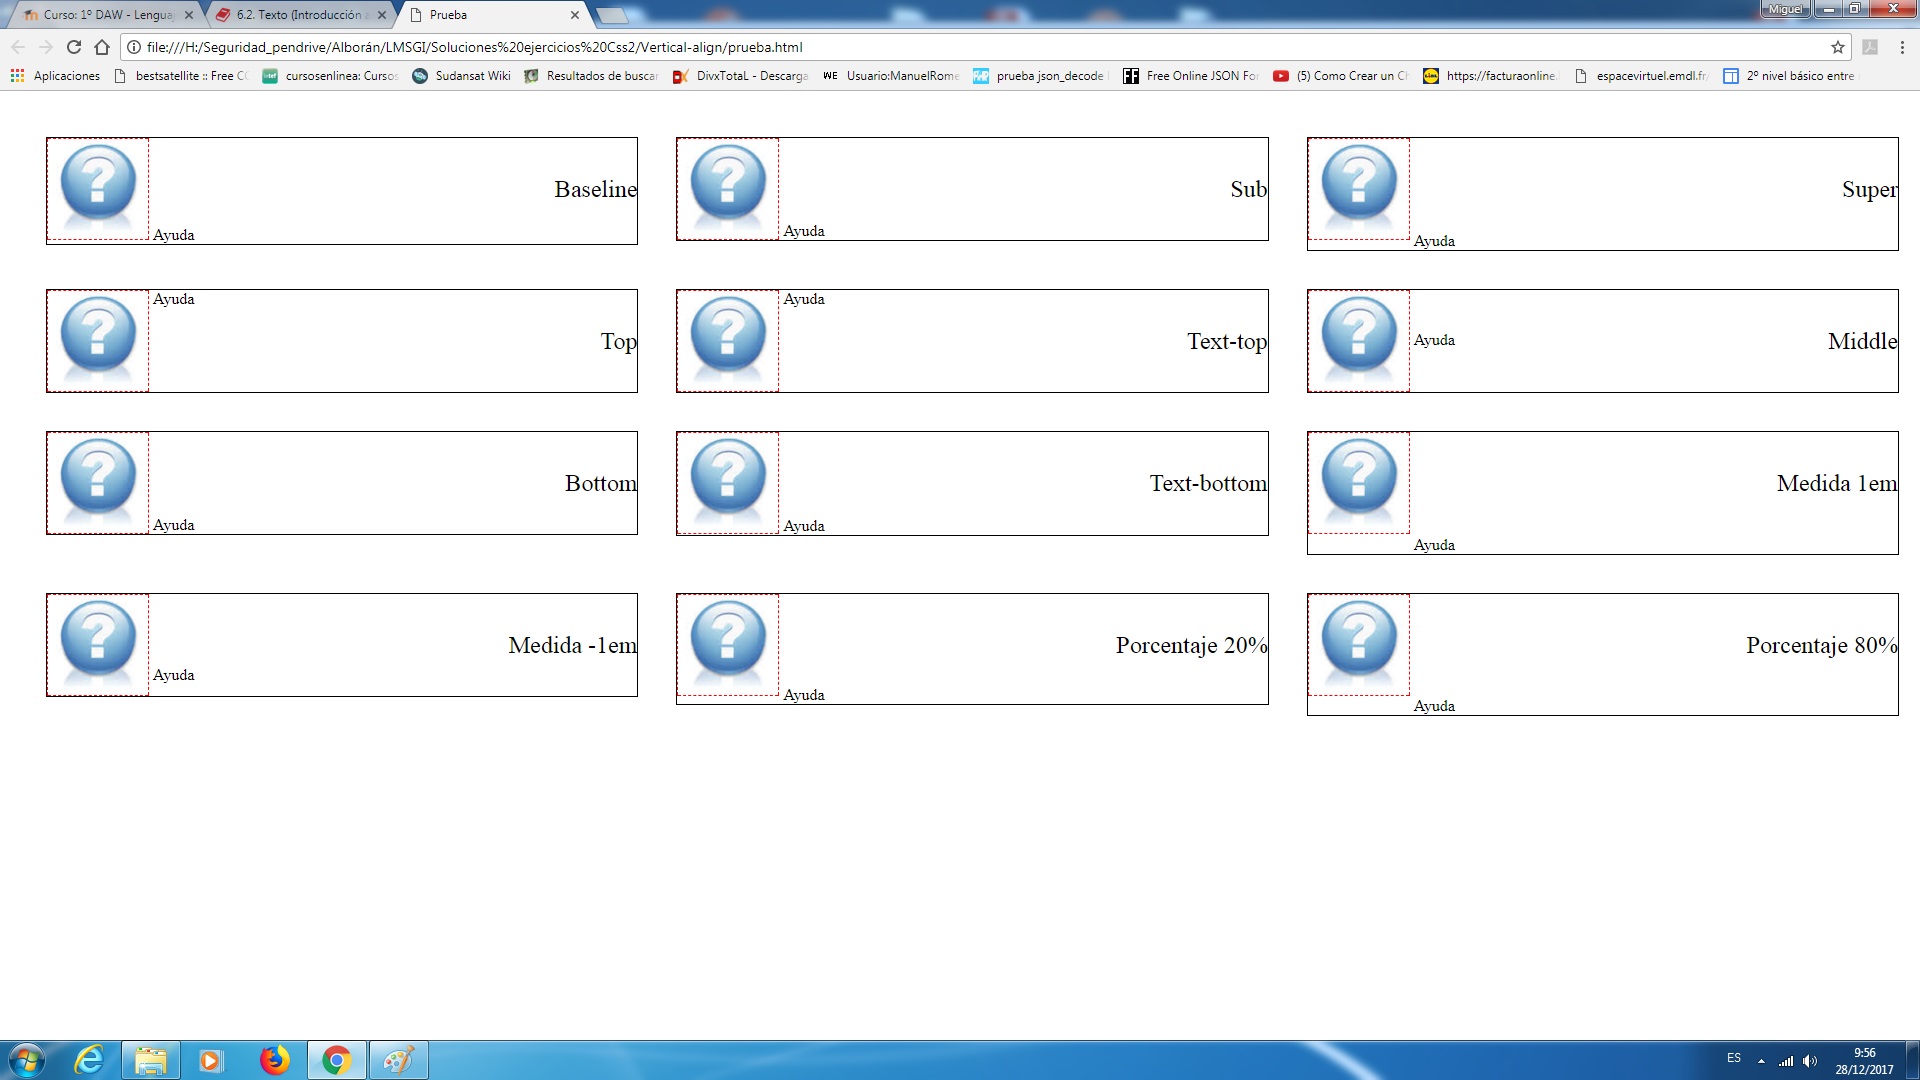 Curso: 1º DAW - Lengua
6.2. Texto (Introducción a
Prueba
Miguel
file:///H:/Seguridad_pendrive/Alborán/LMSGI/Soluciones%20ejercicios%20Css2/Vertical-align/prueba.html
Aplicaciones bestsatellite :: Free CC cursosenlinea: Cursos Sudansat Wiki Resultados de buscar DivxTotaL - Descarga WE Usuario:ManuelRome prueba json_decode FF Free Online JSON For (5) Como Crear un Ch https://facturaonline. espacevirtuel.emdl.fr/ 2º nivel básico entre
Baseline
Ayuda
Sub
Ayuda
Super
Ayuda
Ayuda
Top
Ayuda
Text-top
Ayuda
Middle
Bottom
Ayuda
Text-bottom
Ayuda
Medida 1em
Ayuda
Medida -1em
Ayuda
Porcentaje 20%
Ayuda
Porcentaje 80%
Ayuda
ES
9:56
28/12/2017